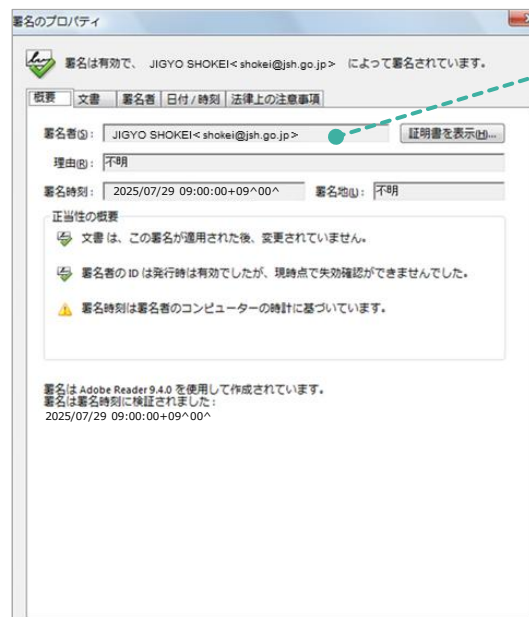 署名のプロパティ
署名は有効で、 JIGYO SHOKEI< shokei@jsh.go.jp> によって署名されています。
概要 文書 署名者 日付/時刻 法律上の注意事項
署名者(S): JIGYO SHOKEI< shokei@jsh.go.jp> 証明書を表示(H)...
理由(R): 不明
署名時刻: 2025/07/29 09:00:00+09^00^ 署名地(L): 不明
正当性の概要
文書 は、この署名が適用された後、変更されていません。
署名者の ID は発行時は有効でしたが、現時点で失効確認ができませんでした。
署名時刻は署名者のコンピューターの時計に基づいています。
署名は Adobe Reader 9.4.0 を使用して作成されています。
署名は署名時刻に検証されました:
2025/07/29 09:00:00+09^00^